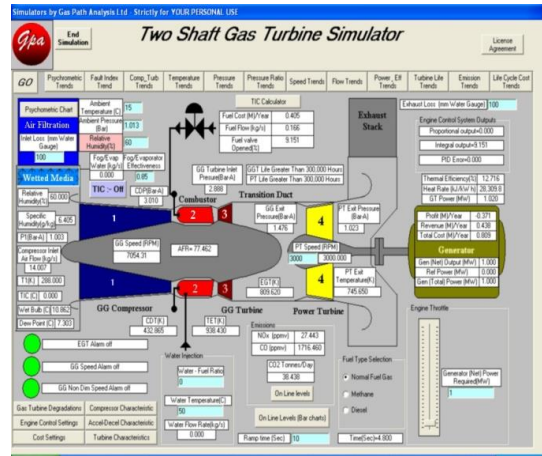 Simulators by Gas Path Analysis Ltd - Strictly for YOUR PERSONAL USE
Gpa
End Simulation
Two Shaft Gas Turbine Simulator
License Agreement
GO
Psychrometric Trends
Fault Index Trend
Comp_Turb Trends
Temperature Trends
Pressure Trends
Pressure Ratio Trends
Speed Trends
Flow Trends
Power_Eff Trends
Turbine Life Trends
Emission Trends
Life Cycle Cost Trends
Psychrometric Chart
Ambient Temperature (C) 15
Ambient Pressure (Bar) 1.013
Relative Humidity(%) 60
Air Filtration
Inlet Loss (mm Water Gauge)
100
Fog/Evap Water (kg/s) 0.000
Fog/Evaporator Effectiveness 0.85
Wetted Media
TIC :- Off
Relative Humidity(%) 60.000
Specific Humidity(g/kg) 6.405
P1(Bar-A) 1.003
Compressor Inlet Air Flow (kg/s)
14.007
T1(K) 288.000
TIC (C) 0.000
Wet Bulb (C) 10.862
Dew Point (C) 7.303
TIC Calculator
Fuel Cost (M)/Year 0.405
Fuel Flow (kg/s) 0.166
Fuel valve Opened(%) 9.151
Exhaust Stack
Exhaust Loss (mm Water Gauge) 100
Engine Control System Outputs
Proportional output=0.000
Integral output=9.151
PID Error=0.000
Thermal Efficiency(%) 12.716
Heat Rate (kJ/kW h) 28,309.8
GT Power (MW) 1.020
Profit (M)/Year -0.371
Revenue (M)/Year 0.438
Total Cost (M)/Year 0.809
Generator
Gen (Net) Output (MW) 1.000
Ref Power (MW) 0.000
Gen (Total) Power (MW) 1.000
GG Turbine Inlet Pressure(Bar-A)
2.888
GGT Life Greater Than 300,000 Hours
PT Life Greater Than 300,000 Hours
CDP(Bar-A)
3.010
Combustor
Transition Duct
1
2
3
4
GG Exit Pressure(Bar-A)
1.476
PT Exit Pressure (Bar-A)
1.023
GG Speed (RPM)
7054.31
AFR= 77.462
PT Speed (RPM)
3000
3000.000
EGT(K)
809.620
PT Exit Temperature(K)
745.650
1
2
3
4
GG Compressor
GG Turbine
Power Turbine
CDT(K)
432.865
TET(K)
938.430
EGT Alarm off
GG Speed Alarm off
GG Non Dim Speed Alarm off
Water Injection
Water - Fuel Ratio
0
Water Temperature(C)
50
Water Flow Rate(kg/s)
0.000
Emissions
NOx (ppmv) 27.443
CO (ppmv) 1716.460
CO2 Tonnes/Day
38.438
On Line levels
On Line Levels (Bar charts)
Fuel Type Selection
Normal Fuel Gas
Methane
Diesel
Engine Throttle
Generator (Net) Power Required(MW)
1
Gas Turbine Degradations
Compressor Characteristic
Engine Control Settings
Accel-Decel Characteristic
Cost Settings
Turbine Characteristics
Ramp time (Sec) 10
Time(Sec)=4.800